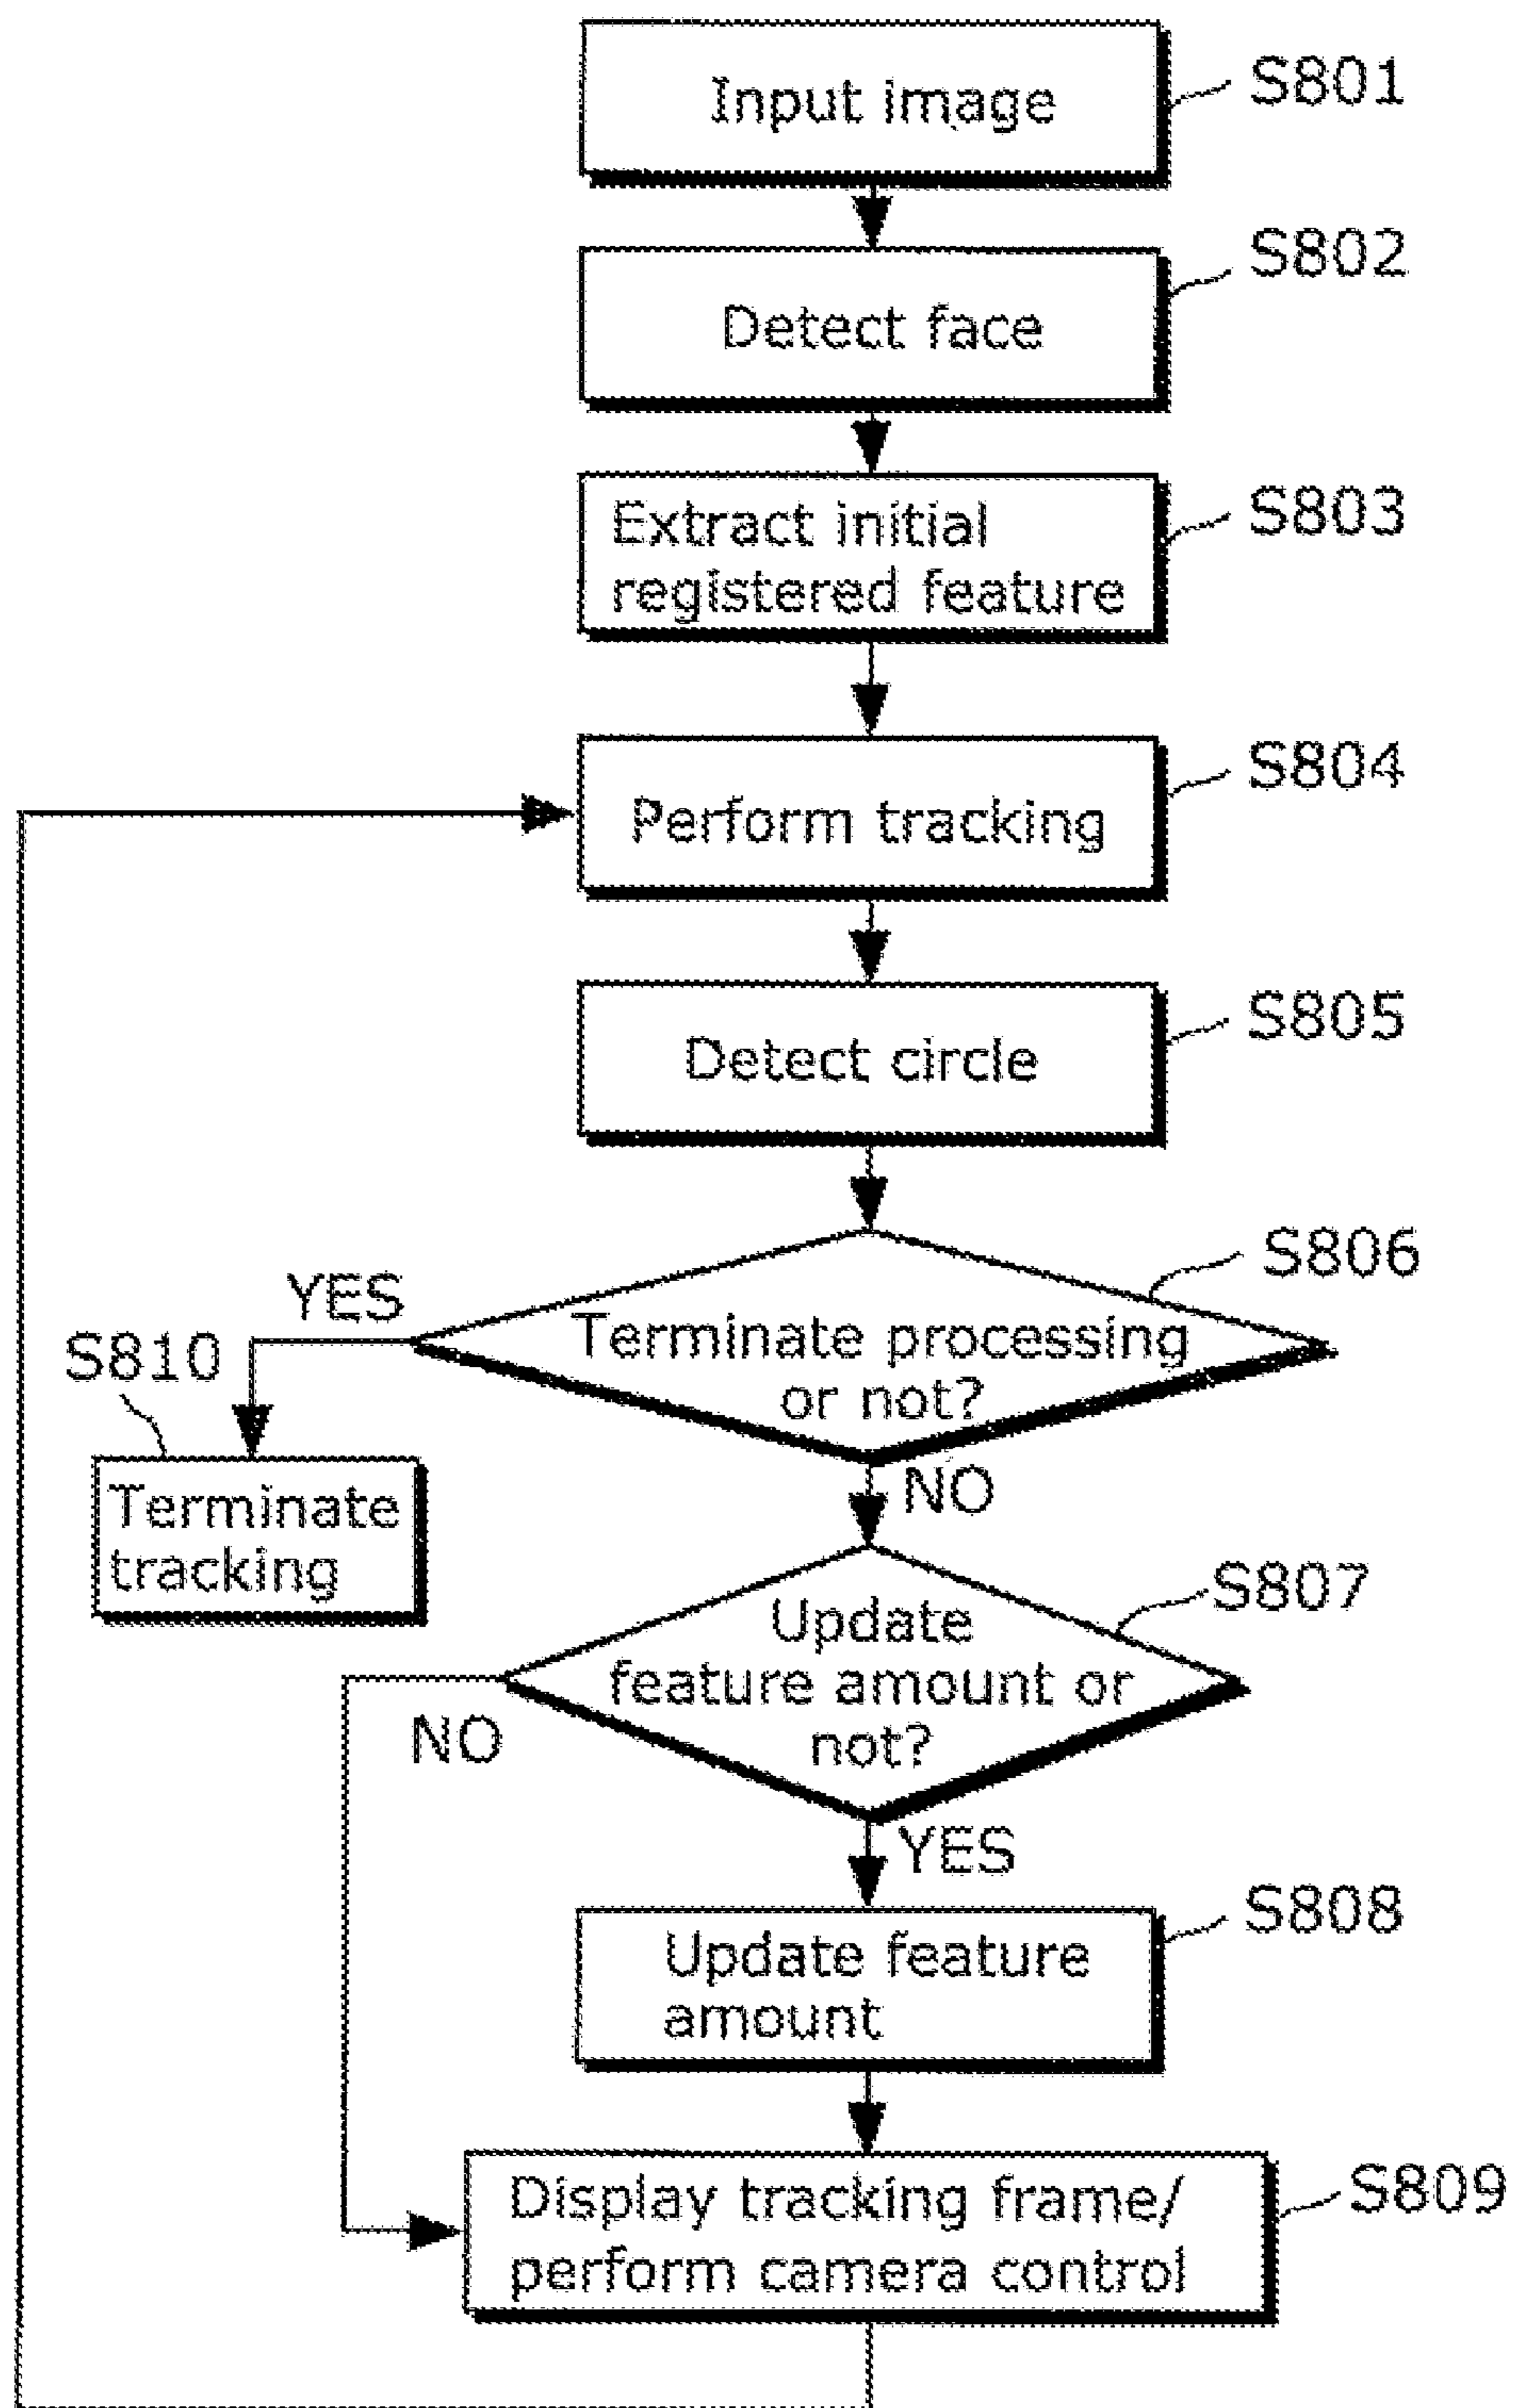 Input image
S801
Detect face
S802
Extract initial
registered feature
S803
Perform tracking
S804
Detect circle
S805
Terminate processing
or not?
S806
YES
S810
Terminate
tracking
NO
Update
feature amount or
not?
S807
NO
YES
Update feature
amount
S808
Display tracking frame/
perform camera control
S809